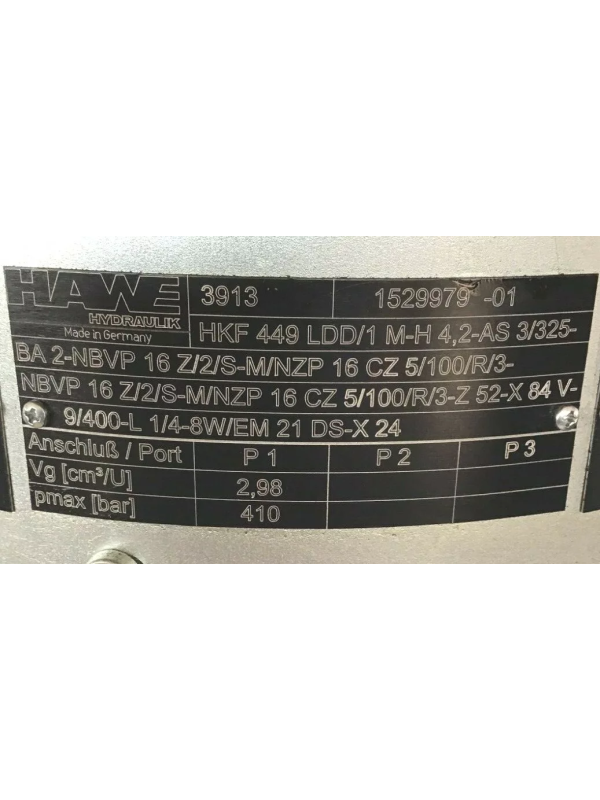 HAWE 3913 1529979 -01
HYDRAULIK
Made in Germany
HKF 449 LDD/1 M-H 4,2-AS 3/325-
BA 2-NBVP 16 Z/2/S-M/NZP 16 CZ 5/100/R/3-
NBVP 16 Z/2/S-M/NZP 16 CZ 5/100/R/3-Z 52-X 84 V-
9/400-L 1/4-8W/EM 21 DS-X 24
Anschluß / Port P 1 P 2 P 3
Vg [cm³/U] 2,98
pmax [bar] 410